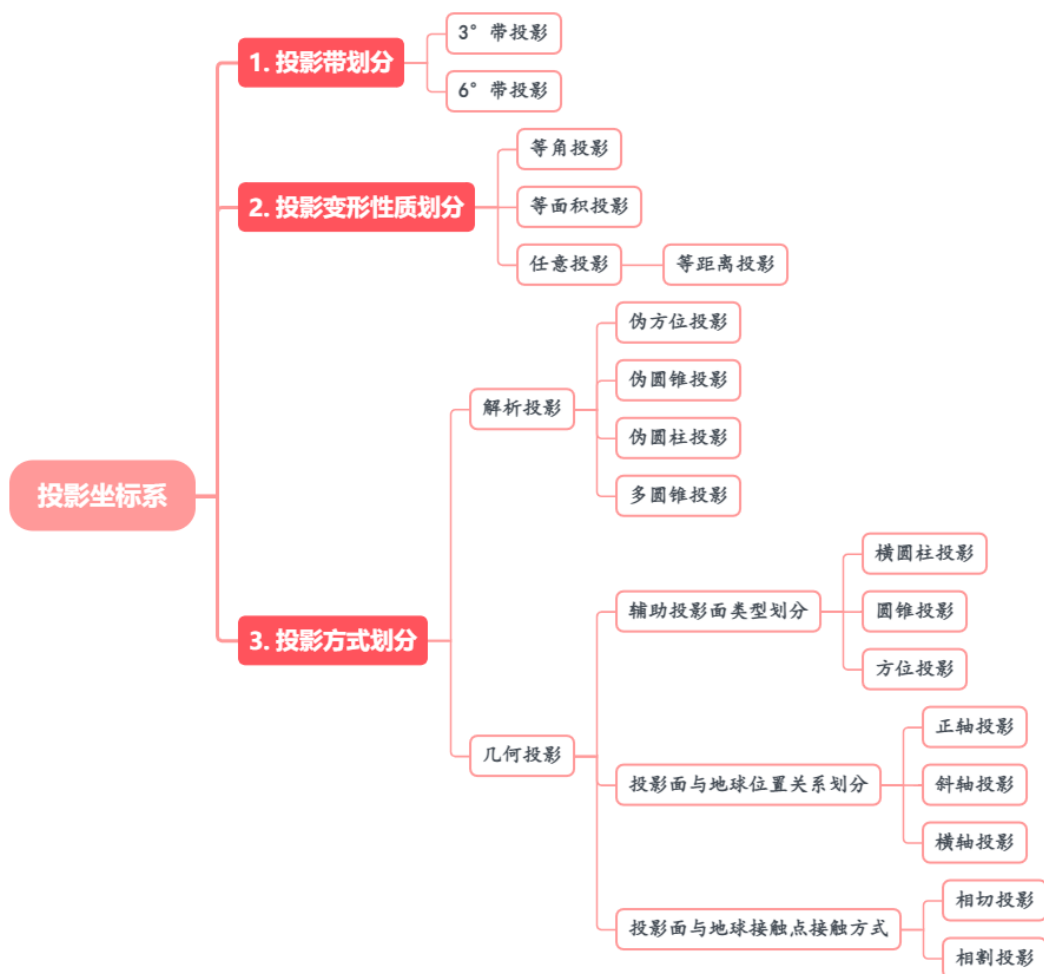 投影坐标系
1. 投影带划分
3° 带投影
6° 带投影
2. 投影变形性质划分
等角投影
等面积投影
任意投影
等距离投影
3. 投影方式划分
解析投影
伪方位投影
伪圆锥投影
伪圆柱投影
多圆锥投影
几何投影
辅助投影面类型划分
横圆柱投影
圆锥投影
方位投影
投影面与地球位置关系划分
正轴投影
斜轴投影
横轴投影
投影面与地球接触点接触方式
相切投影
相割投影